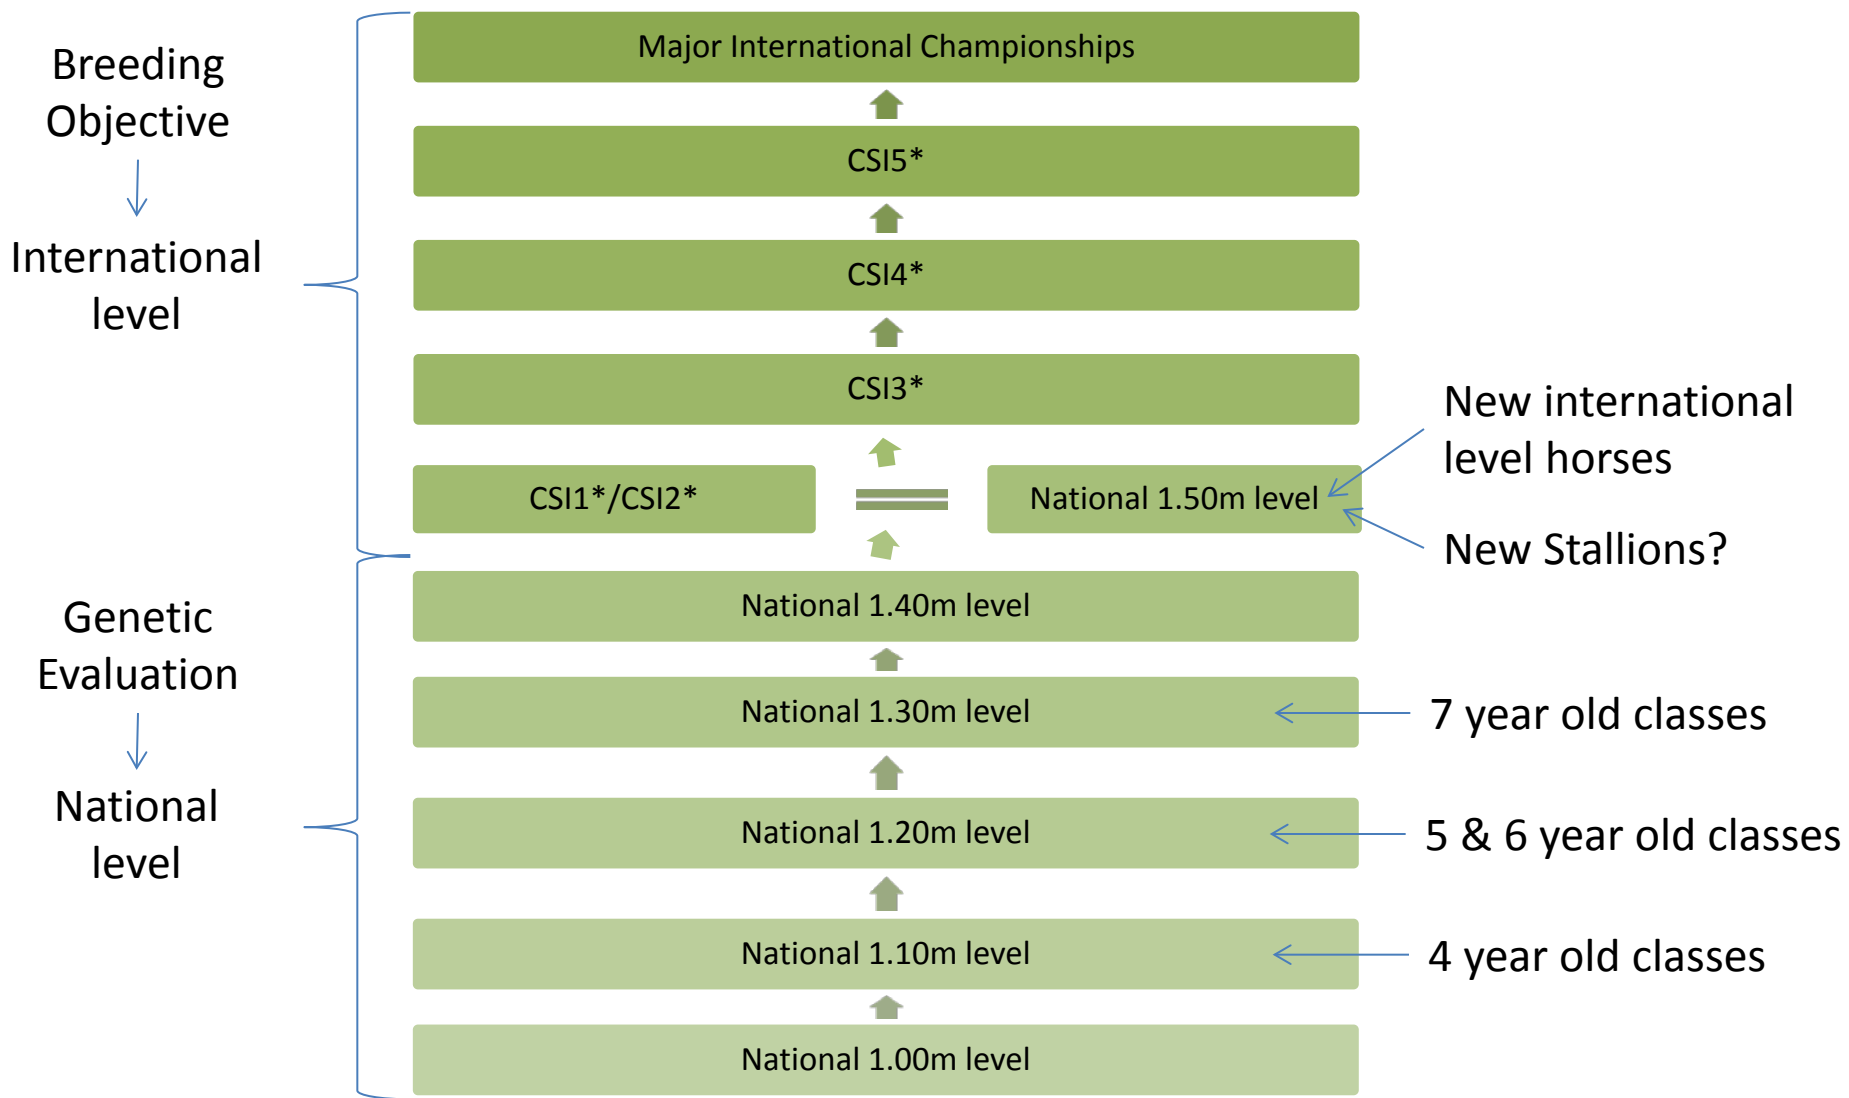 Breeding
Objective
International
level
Genetic
Evaluation
National
level
Major International Championships
CSI5*
CSI4*
CSI3*
CSI1*/CSI2*
National 1.50m level
National 1.40m level
National 1.30m level
National 1.20m level
National 1.10m level
National 1.00m level
New international
level horses
New Stallions?
7 year old classes
5 & 6 year old classes
4 year old classes